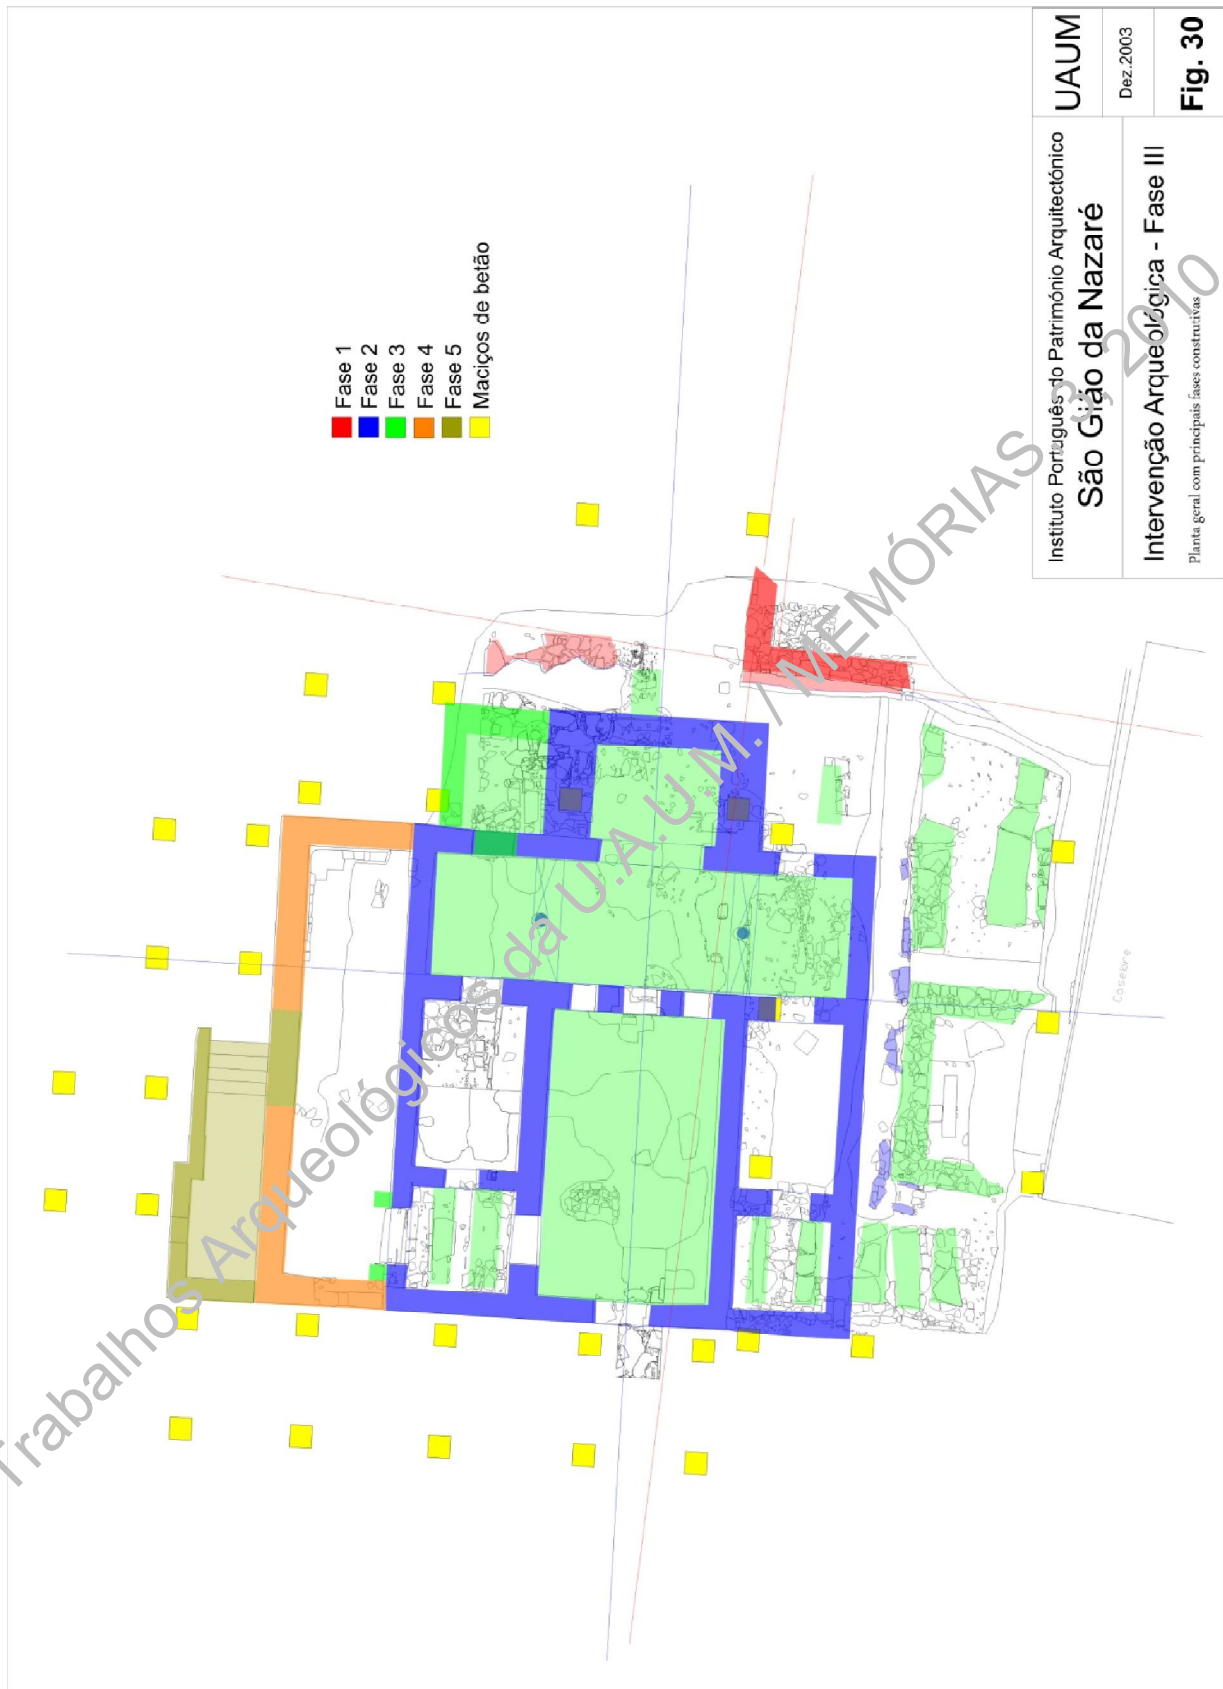 Fase 1
Fase 2
Fase 3
Fase 4
Fase 5
Maciços de betão
Casebre
Instituto Português do Património Arquitectónico
São Gião da Nazaré
UAUM
Dez.2003
Intervenção Arqueológica - Fase III
Planta geral com principais fases construtivas
Fig. 30
Trabalhos Arqueológicos da U.A.U.M. / MEMÓRIAS, 3, 2010